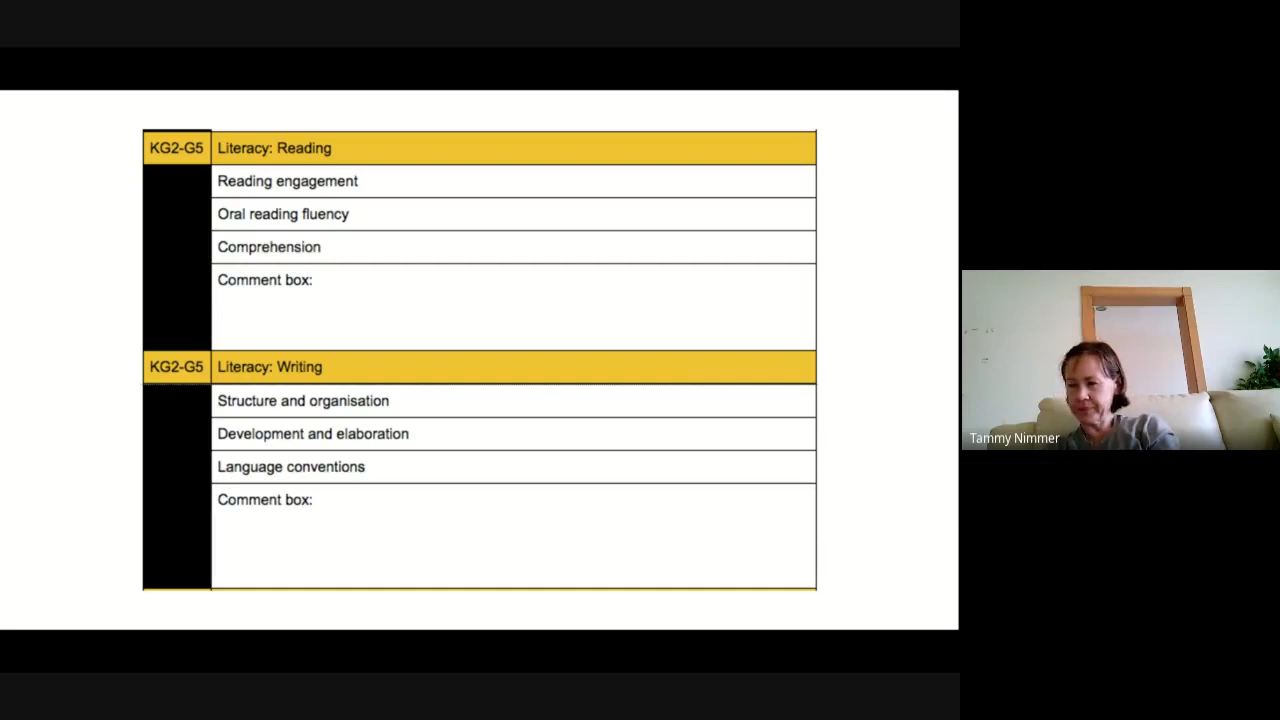 KG2-G5 Literacy: Reading
Reading engagement
Oral reading fluency
Comprehension
Comment box:
KG2-G5 Literacy: Writing
Structure and organisation
Development and elaboration
Language conventions
Comment box:
Tammy Nimmer